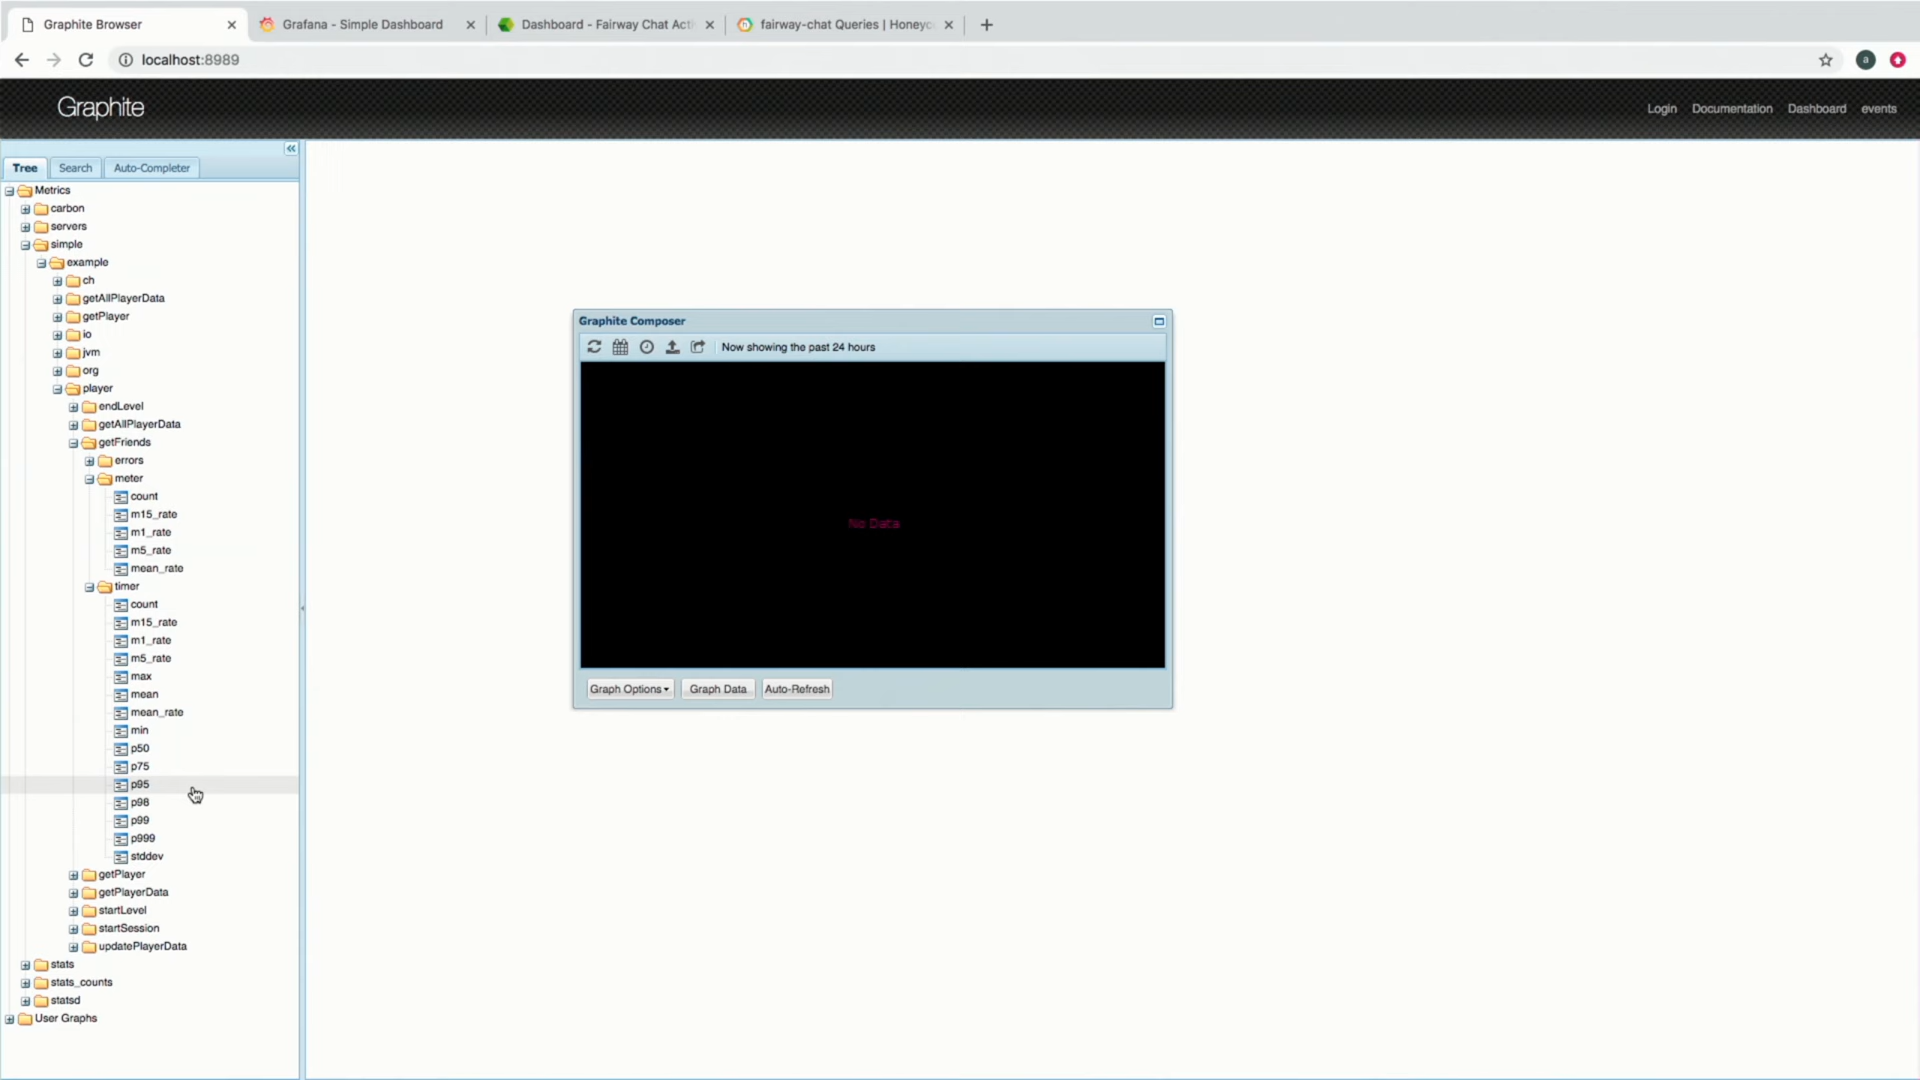 Graphite Browser
Grafana - Simple Dashboard
Dashboard - Fairway Chat Acti
fairway-chat Queries | Honeyc
localhost:8989
a
Graphite
Login Documentation Dashboard events
Tree Search Auto-Completer
Metrics
carbon
servers
simple
example
ch
getAllPlayerData
getPlayer
io
jvm
org
player
endLevel
getAllPlayerData
getFriends
errors
meter
count
m15_rate
m1_rate
m5_rate
mean_rate
timer
count
m15_rate
m1_rate
m5_rate
max
mean
mean_rate
min
p50
p75
p95
p98
p99
p999
stddev
getPlayer
getPlayerData
startLevel
startSession
updatePlayerData
stats
stats_counts
statsd
User Graphs
Graphite Composer
Now showing the past 24 hours
No Data
Graph Options
Graph Data
Auto-Refresh